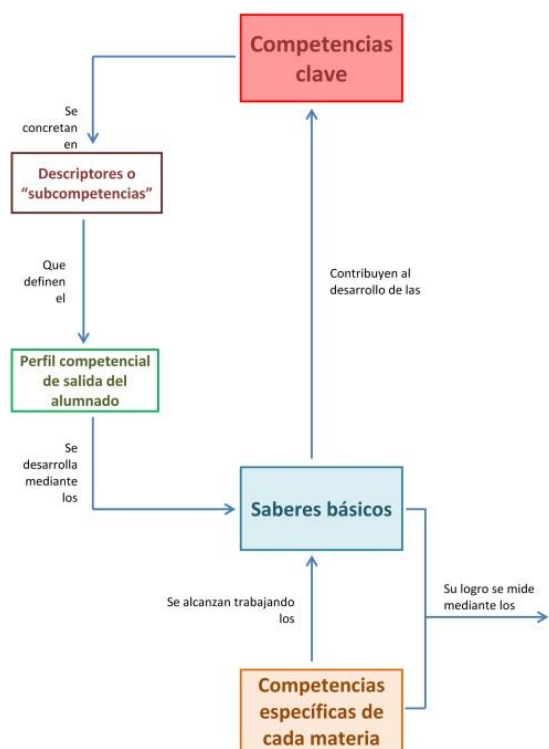 Competencias
clave
Se
concretan
en
Descriptores o
“subcompetencias”
Que
definen
el
Contribuyen al
desarrollo de las
Perfil competencial
de salida del
alumnado
Se
desarrolla
mediante
los
Saberes básicos
Se alcanzan trabajando
los
Su logro se mide
mediante los
Competencias
específicas de
cada materia